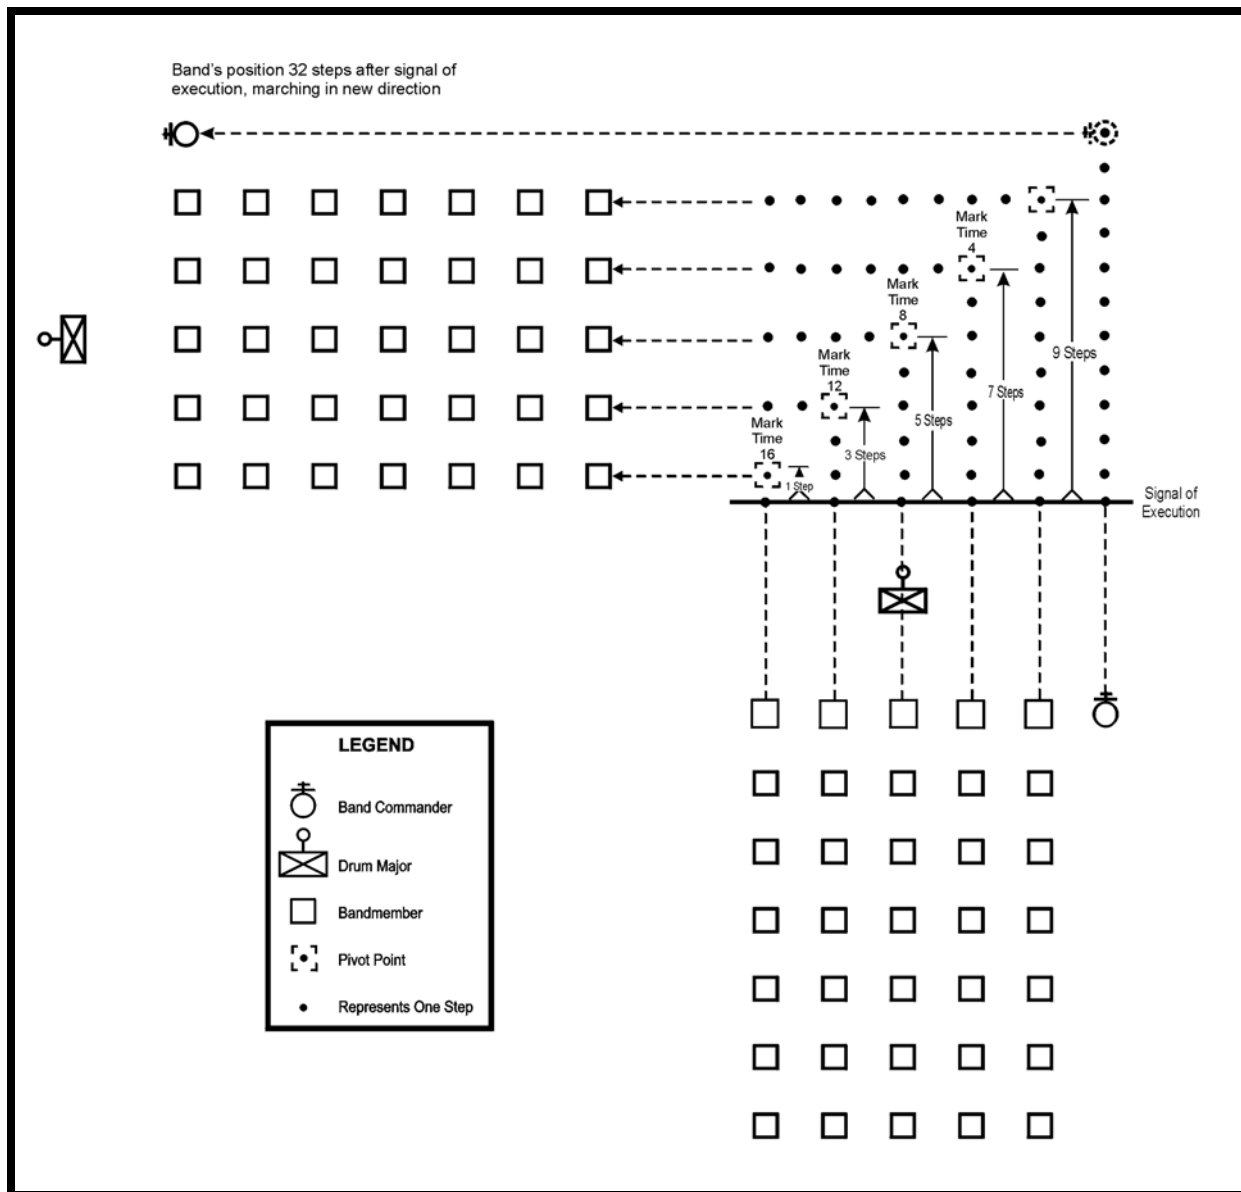 Band's position 32 steps after signal of
execution, marching in new direction
Mark
Time
4
Mark
Time
8
Mark
Time
12
Mark
Time
16
9 Steps
7 Steps
5 Steps
3 Steps
1 Step
Signal of
Execution
LEGEND
Band Commander
Drum Major
Bandmember
Pivot Point
Represents One Step